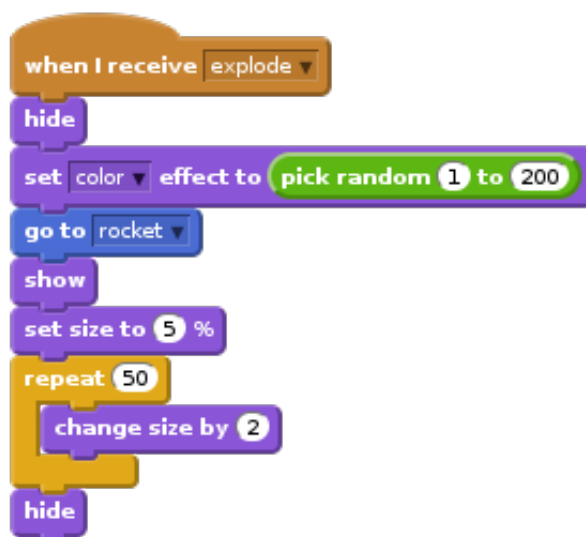 when I receive explode
hide
set color effect to pick random 1 to 200
go to rocket
show
set size to 5 %
repeat 50
change size by 2
hide